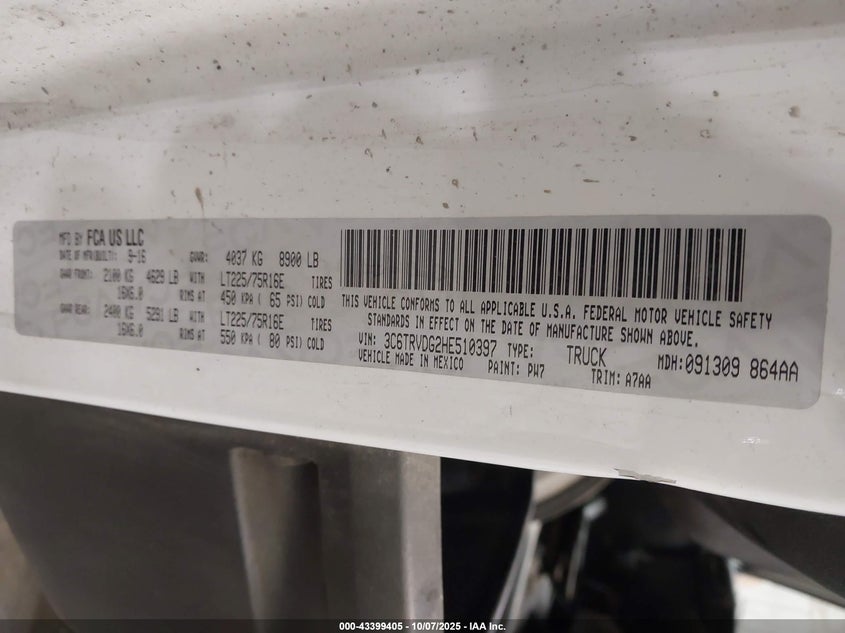 MFD BY FCA US LLC
DATE OF MFR(BUILT): 9-16 GVWR: 4037 KG 8900 LB
GAWR FRONT: 2100 KG 4629 LB WITH LT225/75R16E TIRES
16X6.0 RIMS AT 450 KPA ( 65 PSI) COLD
GAWR REAR: 2400 KG 5291 LB WITH LT225/75R16E TIRES
16X6.0 RIMS AT 550 KPA ( 80 PSI) COLD
THIS VEHICLE CONFORMS TO ALL APPLICABLE U.S.A. FEDERAL MOTOR VEHICLE SAFETY
STANDARDS IN EFFECT ON THE DATE OF MANUFACTURE SHOWN ABOVE.
VIN: 3C6TRVDG2HE510397 TYPE: TRUCK MDH:091309 864AA
VEHICLE MADE IN MEXICO PAINT: PW7 TRIM: A7AA
000-43399405 - 10/07/2025 - IAA Inc.